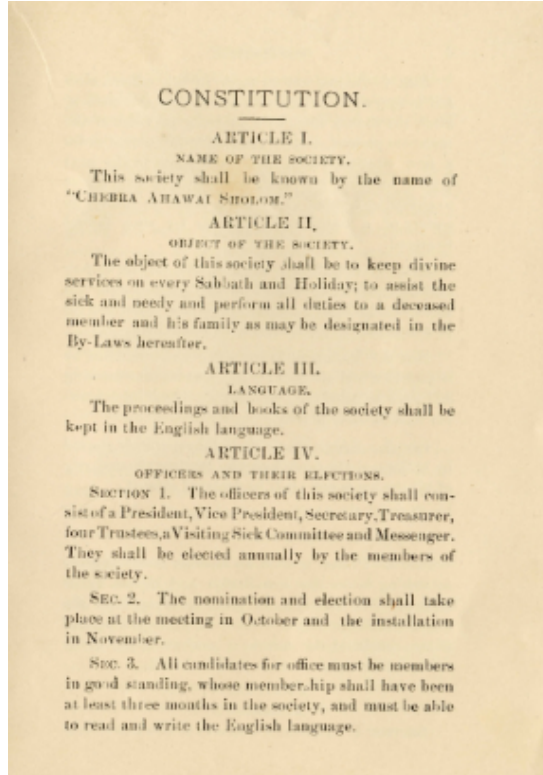 CONSTITUTION.
ARTICLE I.
NAME OF THE SOCIETY.
This society shall be known by the name of
"CHEBRA AHAWAI SHOLOM."
ARTICLE II.
OBJECT OF THE SOCIETY.
The object of this society shall be to keep divine
services on every Sabbath and Holiday; to assist the
sick and needy and perform all duties to a deceased
member and his family as may be designated in the
By-Laws hereafter.
ARTICLE III.
LANGUAGE.
The proceedings and books of the society shall be
kept in the English language.
ARTICLE IV.
OFFICERS AND THEIR ELECTIONS.
SECTION 1. The officers of this society shall con-
sist of a President, Vice President, Secretary, Treasurer,
four Trustees, a Visiting Sick Committee and Messenger.
They shall be elected annually by the members of
the society.
SEC. 2. The nomination and election shall take
place at the meeting in October and the installation
in November.
SEC. 3. All candidates for office must be members
in good standing, whose membership shall have been
at least three months in the society, and must be able
to read and write the English language.